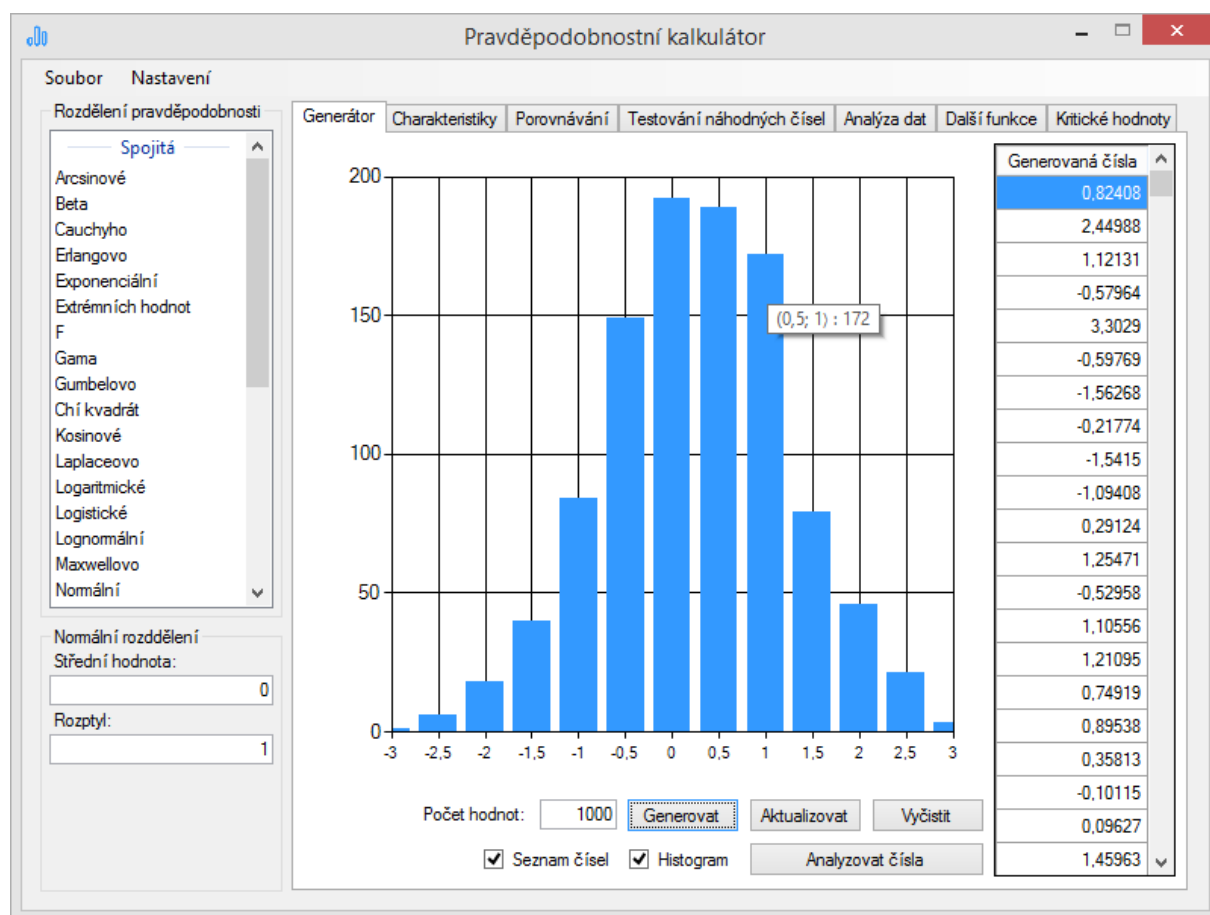 Pravděpodobnostní kalkulátor
Soubor Nastavení
Rozdělení pravděpodobnosti
Spojitá
Arcsinové
Beta
Cauchyho
Erlangovo
Exponenciální
Extrémních hodnot
F
Gama
Gumbelovo
Chí kvadrát
Kosinové
Laplaceovo
Logaritmické
Logistické
Lognormální
Maxwellovo
Normální
Normální rozddělení
Střední hodnota:
0
Rozptyl:
1
Generátor Charakteristiky Porovnávání Testování náhodných čísel Analýza dat Další funkce Kritické hodnoty
200
150
100
50
0
(0,5; 1) : 172
-3 -2,5 -2 -1,5 -1 -0,5 0 0,5 1 1,5 2 2,5 3
Počet hodnot: 1000 Generovat Aktualizovat Vyčistit
Seznam čísel Histogram Analyzovat čísla
Generovaná čísla
0,82408
2,44988
1,12131
-0,57964
3,3029
-0,59769
-1,56268
-0,21774
-1,5415
-1,09408
0,29124
1,25471
-0,52958
1,10556
1,21095
0,74919
0,89538
0,35813
-0,10115
0,09627
1,45963